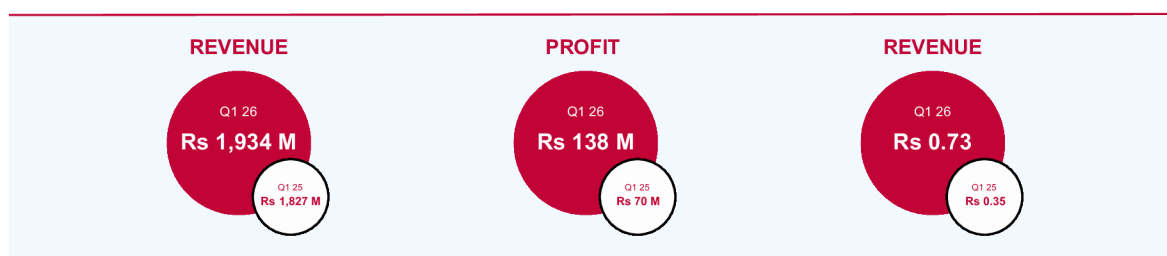 REVENUE
Q1 26
Rs 1,934 M
Q1 25
Rs 1,827 M
PROFIT
Q1 26
Rs 138 M
Q1 25
Rs 70 M
REVENUE
Q1 26
Rs 0.73
Q1 25
Rs 0.35